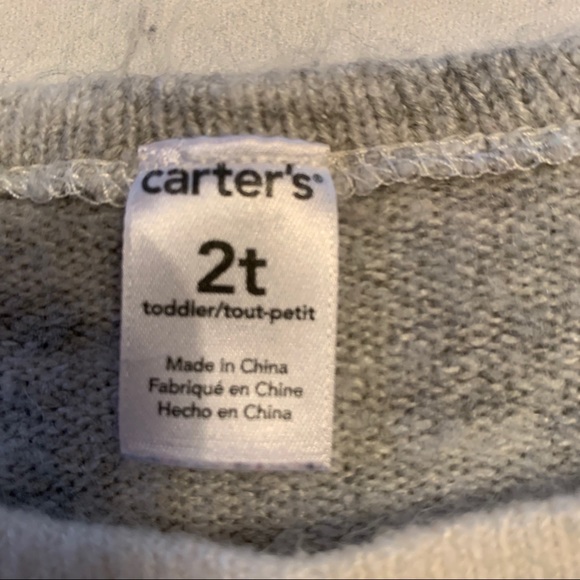 carter's®
2t
toddler/tout-petit
Made in China
Fabriqué en Chine
Hecho en China